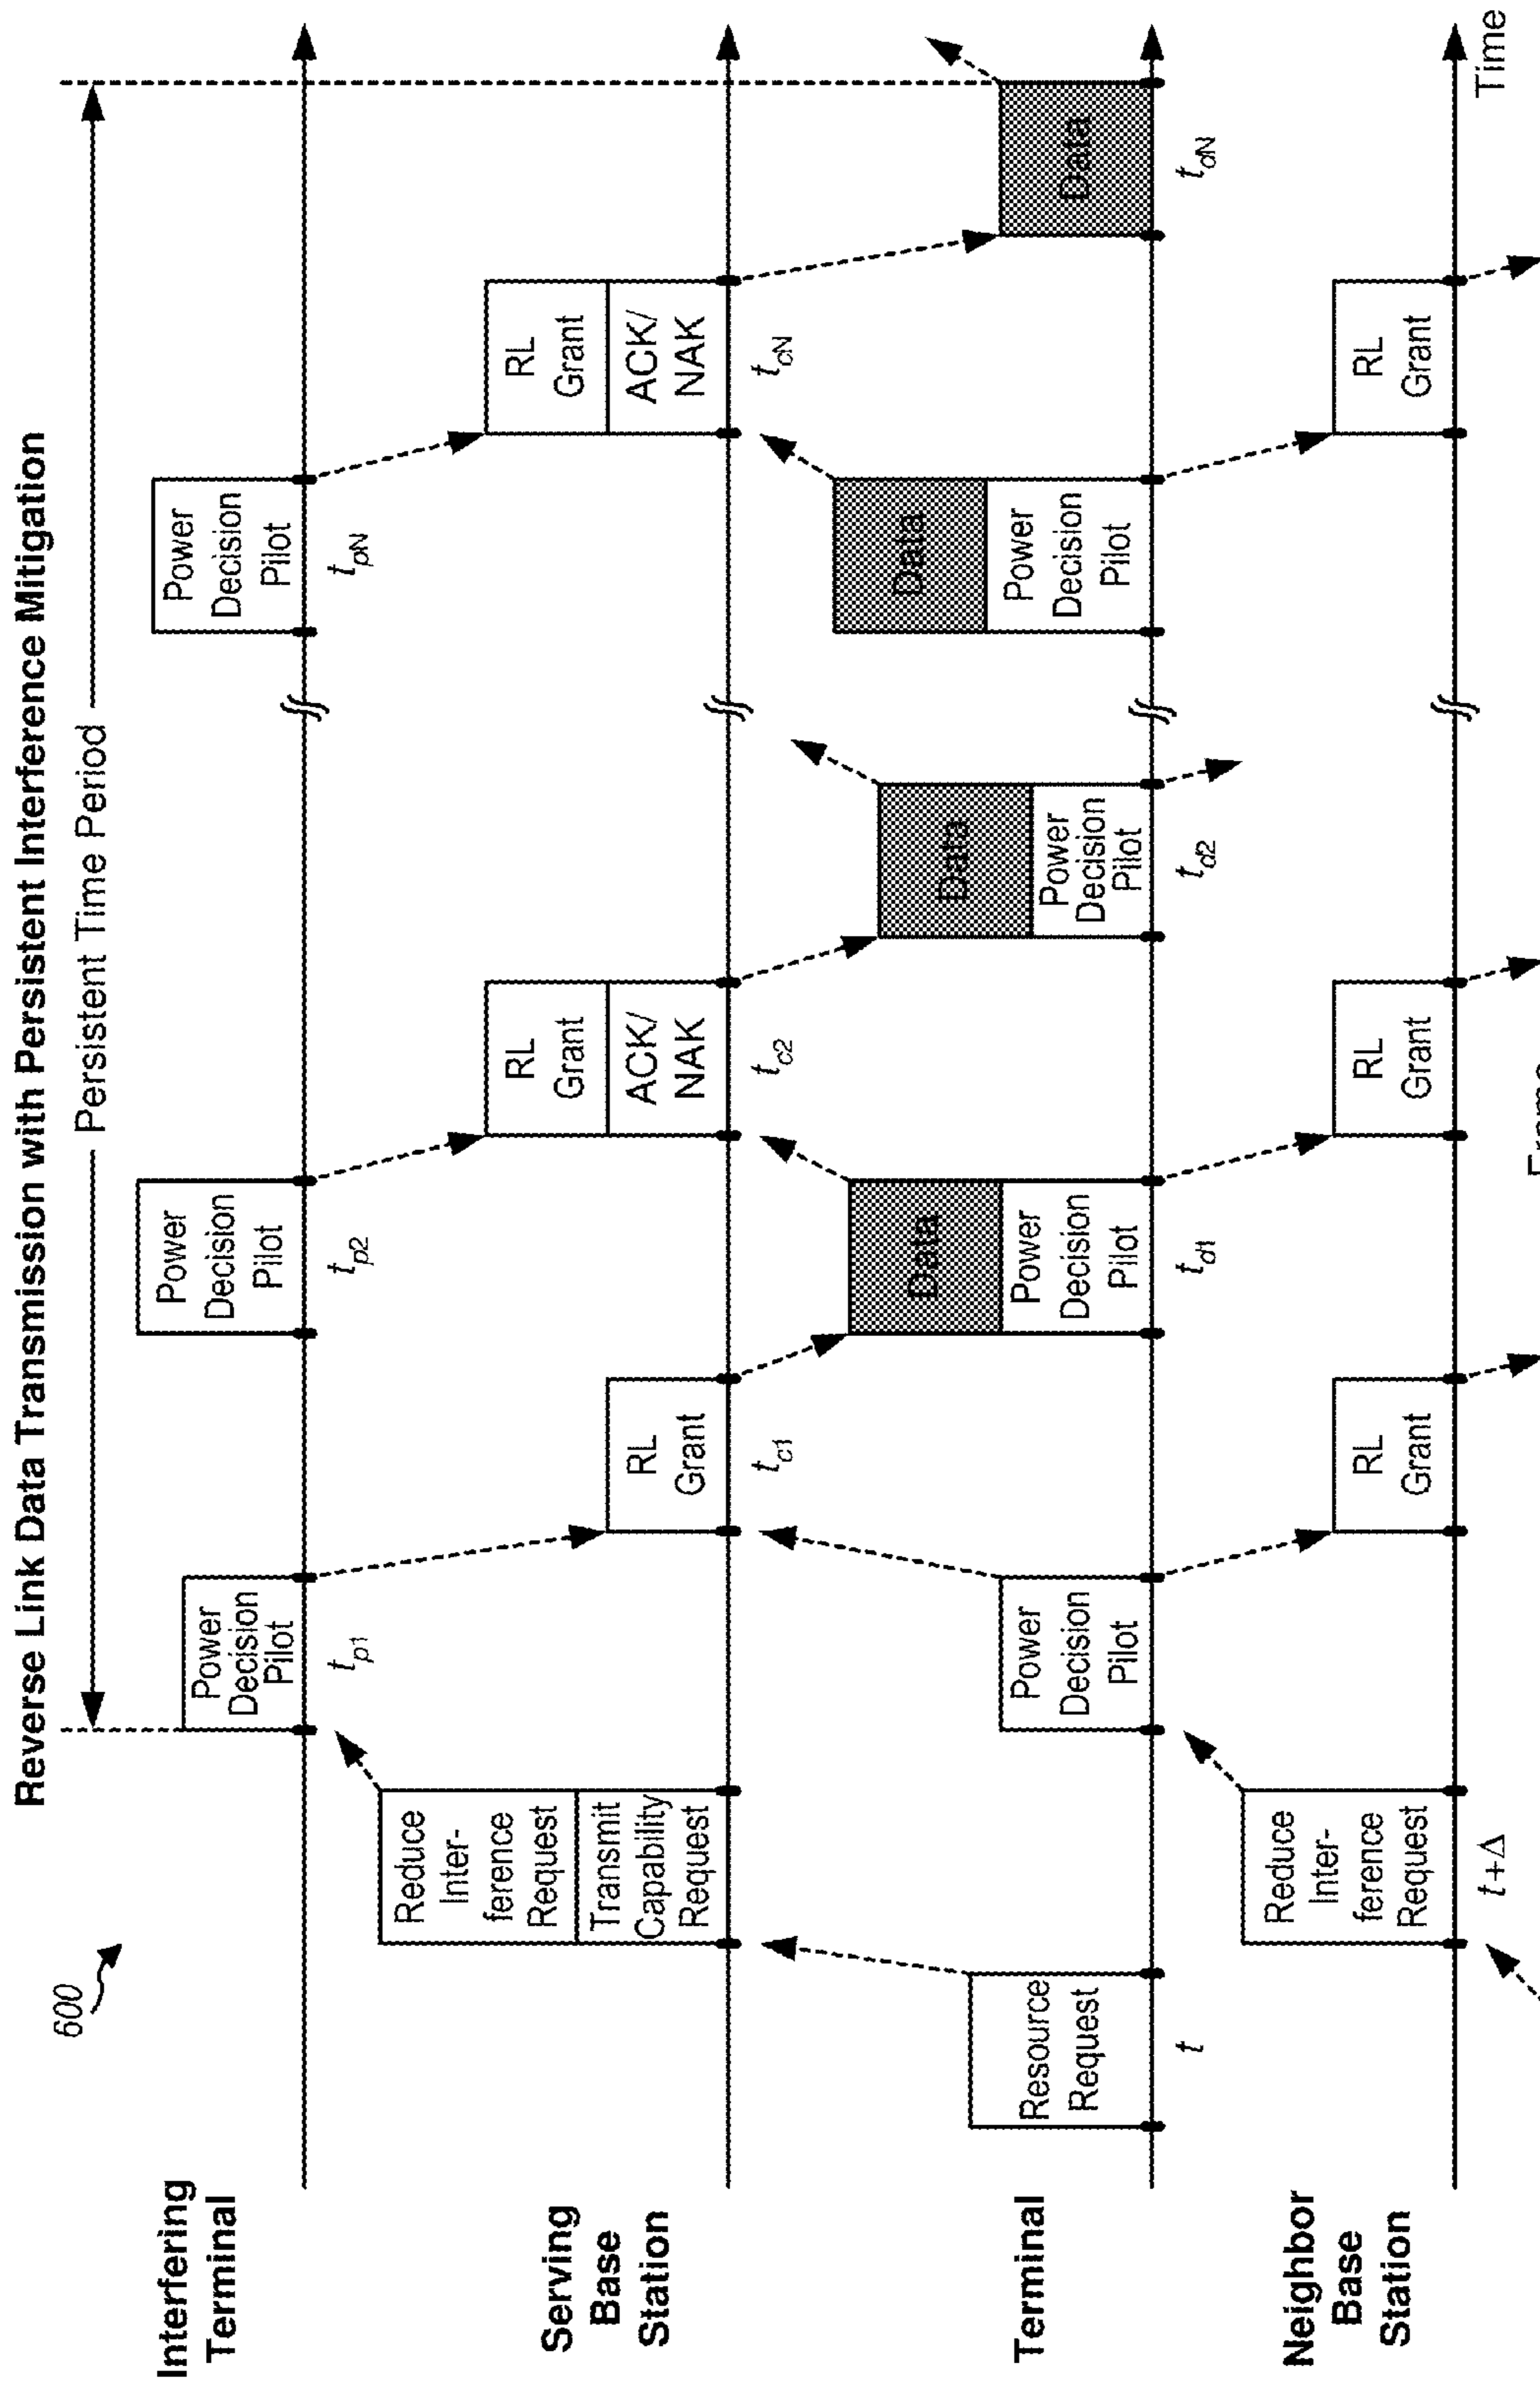 Reverse Link Data Transmission with Persistent Interference Mitigation
600
Persistent Time Period
Interfering
Terminal
Power
Decision
Pilot
t_p1
Power
Decision
Pilot
t_p2
Power
Decision
Pilot
t_pN
Serving
Base
Station
Reduce
Inter-
ference
Request
Transmit
Capability
Request
RL
Grant
t_c1
RL
Grant
ACK/
NAK
t_c2
RL
Grant
ACK/
NAK
t_cN
Terminal
Resource
Request
t
Power
Decision
Pilot
Data
Power
Decision
Pilot
t_d1
Data
Power
Decision
Pilot
t_d2
Data
Power
Decision
Pilot
Data
t_dN
Neighbor
Base
Station
Reduce
Inter-
ference
Request
t+Δ
RL
Grant
RL
Grant
RL
Grant
Time